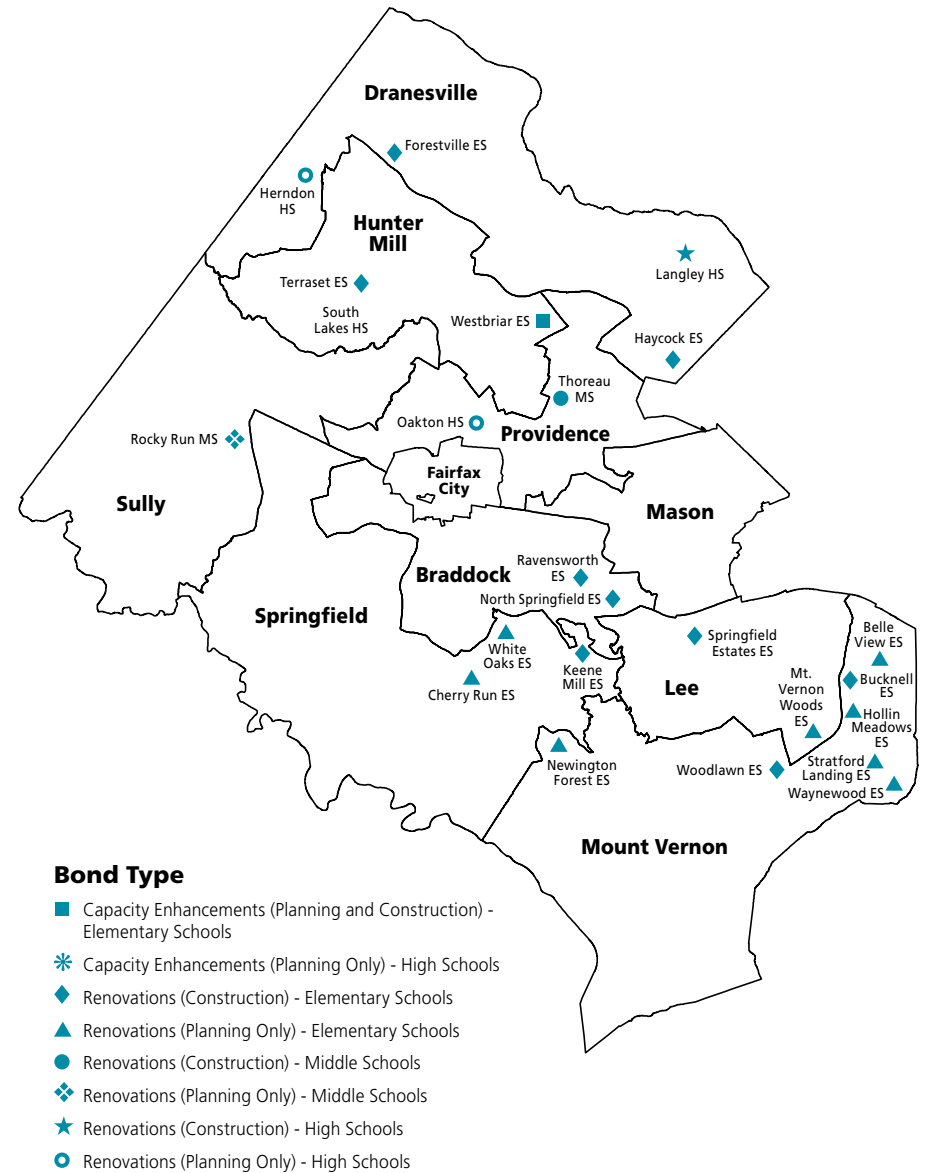 Dranesville
Forestville ES
Herndon
HS
Hunter
Mill
Langley HS
Terraset ES
South
Lakes HS
Westbriar ES
Haycock ES
Thoreau
MS
Oakton HS
Providence
Rocky Run MS
Fairfax
City
Sully
Mason
Ravensworth
ES
Braddock
North Springfield ES
Springfield
White
Oaks ES
Cherry Run ES
Keene
Mill ES
Springfield
Estates ES
Lee
Belle
View ES
Bucknell
ES
Mt.
Vernon
Woods
ES
Hollin
Meadows
ES
Newington
Forest ES
Woodlawn ES
Stratford
Landing ES
Waynewood ES
Mount Vernon
Bond Type
Capacity Enhancements (Planning and Construction) -
Elementary Schools
Capacity Enhancements (Planning Only) - High Schools
Renovations (Construction) - Elementary Schools
Renovations (Planning Only) - Elementary Schools
Renovations (Construction) - Middle Schools
Renovations (Planning Only) - Middle Schools
Renovations (Construction) - High Schools
Renovations (Planning Only) - High Schools